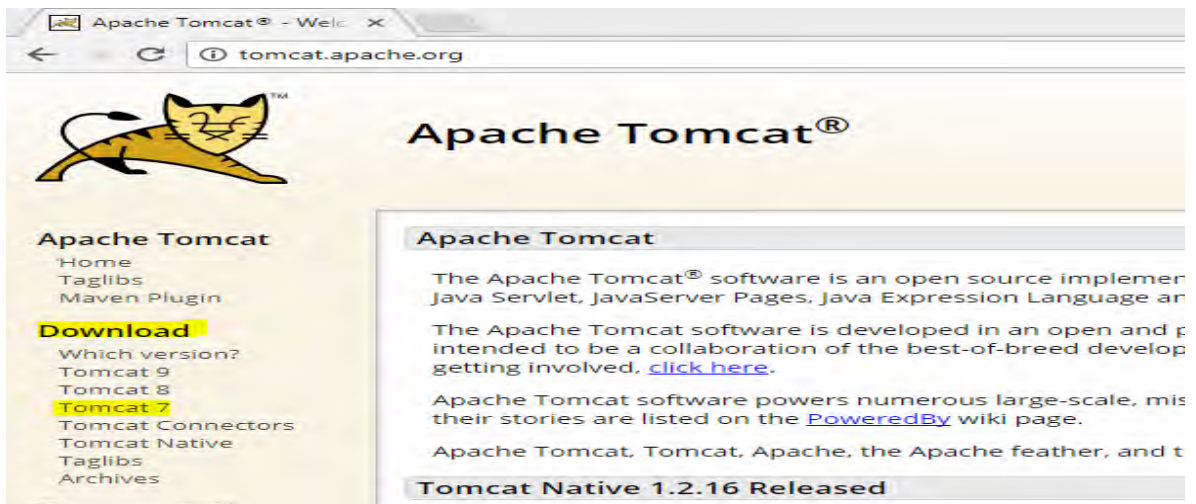 Apache Tomcat® - Welc
tomcat.apache.org
TM
Apache Tomcat®
Apache Tomcat
Home
Taglibs
Maven Plugin
Download
Which version?
Tomcat 9
Tomcat 8
Tomcat 7
Tomcat Connectors
Tomcat Native
Taglibs
Archives
Apache Tomcat
The Apache Tomcat® software is an open source implemen
Java Servlet, JavaServer Pages, Java Expression Language an
The Apache Tomcat software is developed in an open and p
intended to be a collaboration of the best-of-breed develop
getting involved, click here.
Apache Tomcat software powers numerous large-scale, mis
their stories are listed on the PoweredBy wiki page.
Apache Tomcat, Tomcat, Apache, the Apache feather, and t
Tomcat Native 1.2.16 Released